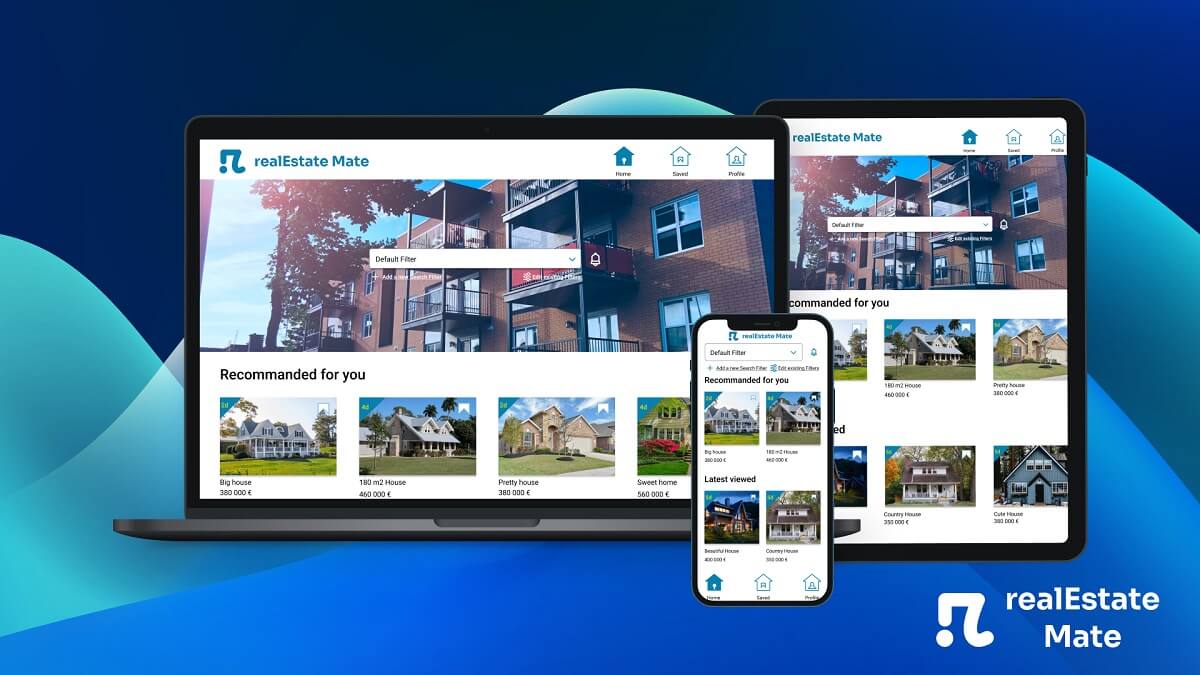 realEstate Mate
Home
Saved
Profile
Default Filter
Add a new Search Filter
Edit existing Filters
Recommanded for you
2d
4d
2d
4d
Big house
380 000 €
180 m2 House
460 000 €
Pretty house
380 000 €
Sweet home
560 000 €
realEstate Mate
Home
Saved
Profile
Default Filter
Add a new Search Filter
Edit existing Filters
commanded for you
4d
180 m2 House
460 000 €
Pretty house
380 000 €
ed
Country House
350 000 €
Cute House
380 000 €
realEstate Mate
Default Filter
Add a new Search Filter
Edit existing Filters
Recommanded for you
2d
4d
Big house
380 000 €
180 m2 House
460 000 €
Latest viewed
Beautiful House
400 000 €
Country House
350 000 €
Home
Saved
Profile
realEstate
Mate